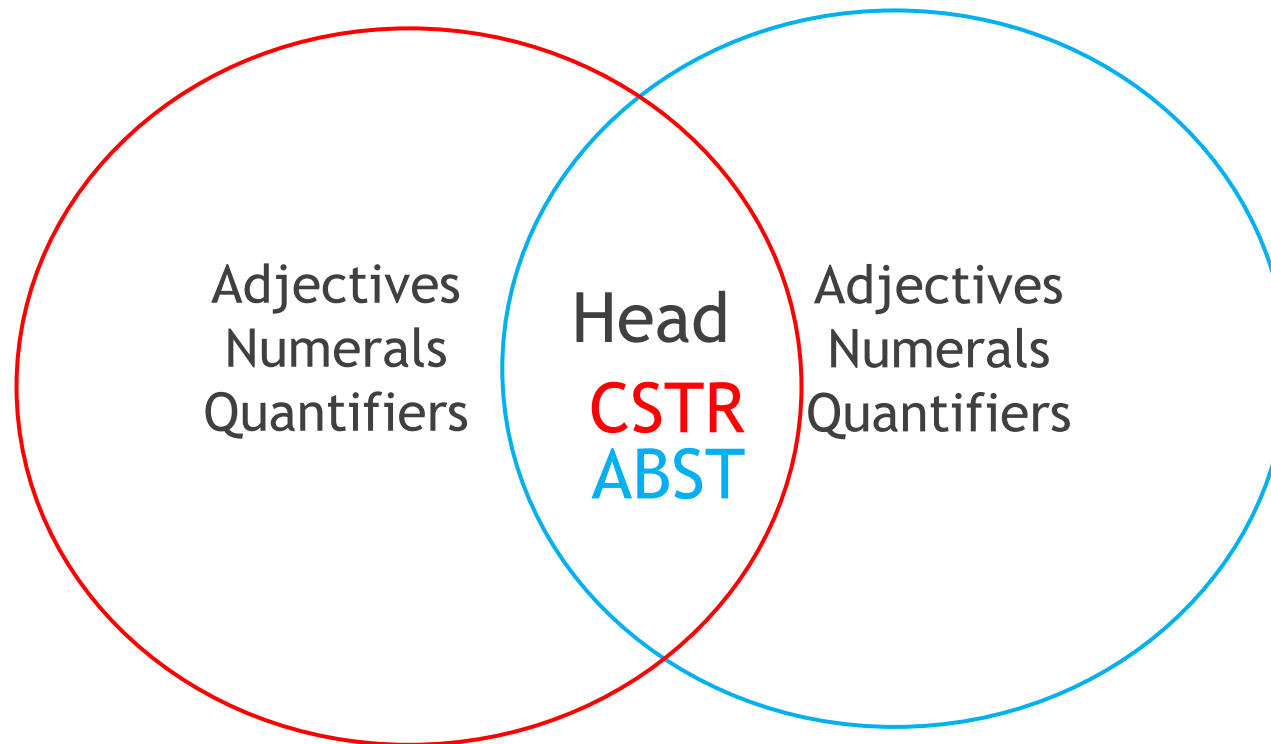 Adjectives
Numerals
Quantifiers
Head
CSTR
ABST
Adjectives
Numerals
Quantifiers